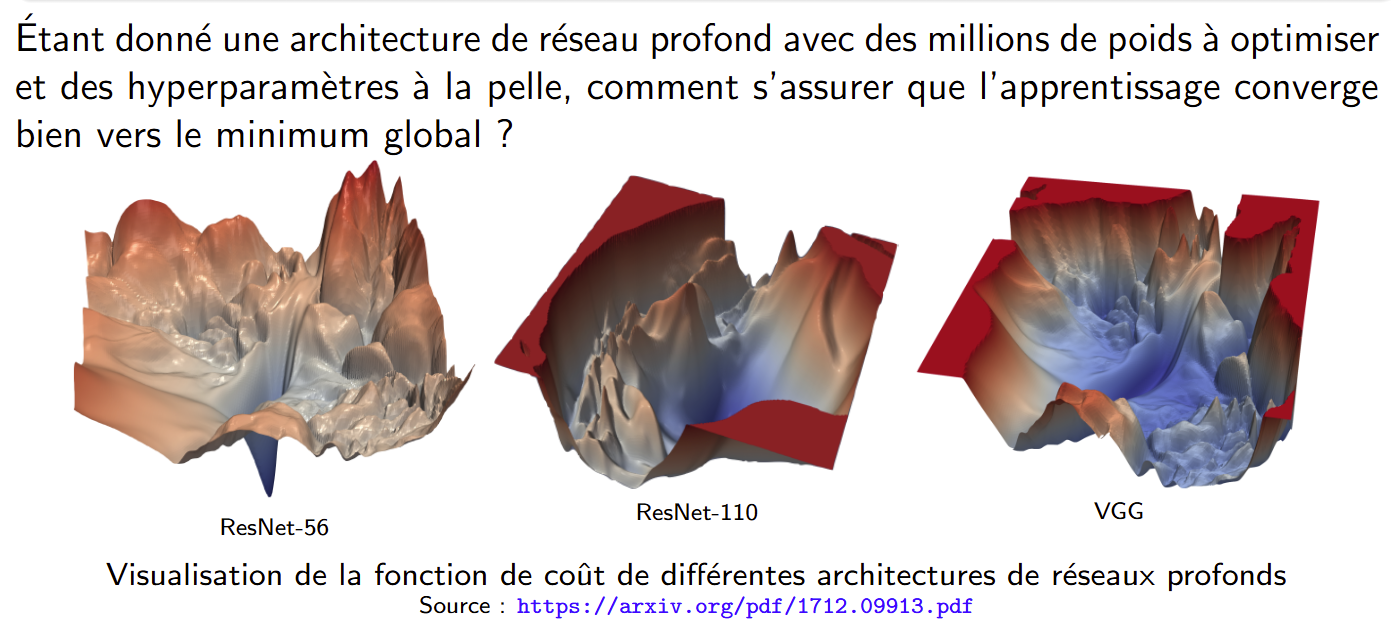 Étant donné une architecture de réseau profond avec des millions de poids à optimiser
et des hyperparamètres à la pelle, comment s'assurer que l'apprentissage converge
bien vers le minimum global ?
ResNet-56
ResNet-110
VGG
Visualisation de la fonction de coût de différentes architectures de réseaux profonds
Source : https://arxiv.org/pdf/1712.09913.pdf